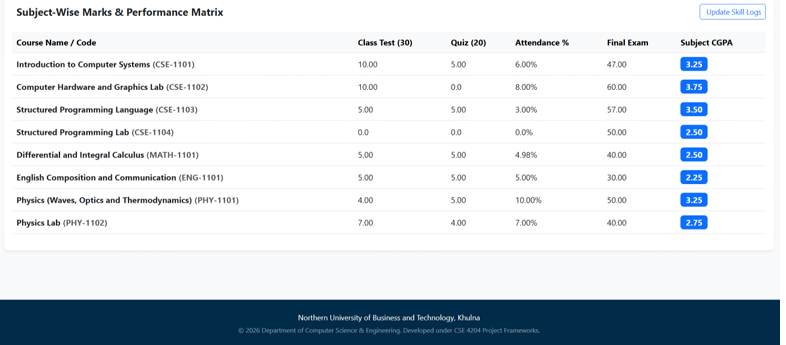 Subject-Wise Marks & Performance Matrix Update Skill Logs
Course Name / Code Class Test (30) Quiz (20) Attendance % Final Exam Subject CGPA
Introduction to Computer Systems (CSE-1101) 10.00 5.00 6.00% 47.00 3.25
Computer Hardware and Graphics Lab (CSE-1102) 10.00 0.0 8.00% 60.00 3.75
Structured Programming Language (CSE-1103) 5.00 5.00 3.00% 57.00 3.50
Structured Programming Lab (CSE-1104) 0.0 0.0 0.0% 50.00 2.50
Differential and Integral Calculus (MATH-1101) 5.00 5.00 4.98% 40.00 2.50
English Composition and Communication (ENG-1101) 5.00 5.00 5.00% 30.00 2.25
Physics (Waves, Optics and Thermodynamics) (PHY-1101) 4.00 5.00 10.00% 50.00 3.25
Physics Lab (PHY-1102) 7.00 4.00 7.00% 40.00 2.75
Northern University of Business and Technology, Khulna
© 2026 Department of Computer Science & Engineering. Developed under CSE 4204 Project Frameworks.